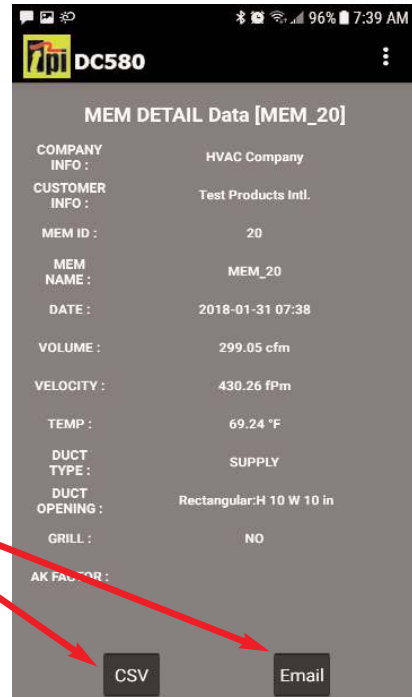 96% 7:39 AM
TPI DC580
MEM DETAIL Data [MEM_20]
COMPANY INFO : HVAC Company
CUSTOMER INFO : Test Products Intl.
MEM ID : 20
MEM NAME : MEM_20
DATE : 2018-01-31 07:38
VOLUME : 299.05 cfm
VELOCITY : 430.26 fPm
TEMP : 69.24 °F
DUCT TYPE : SUPPLY
DUCT OPENING : Rectangular:H 10 W 10 in
GRILL : NO
AK FACTOR :
CSV Email